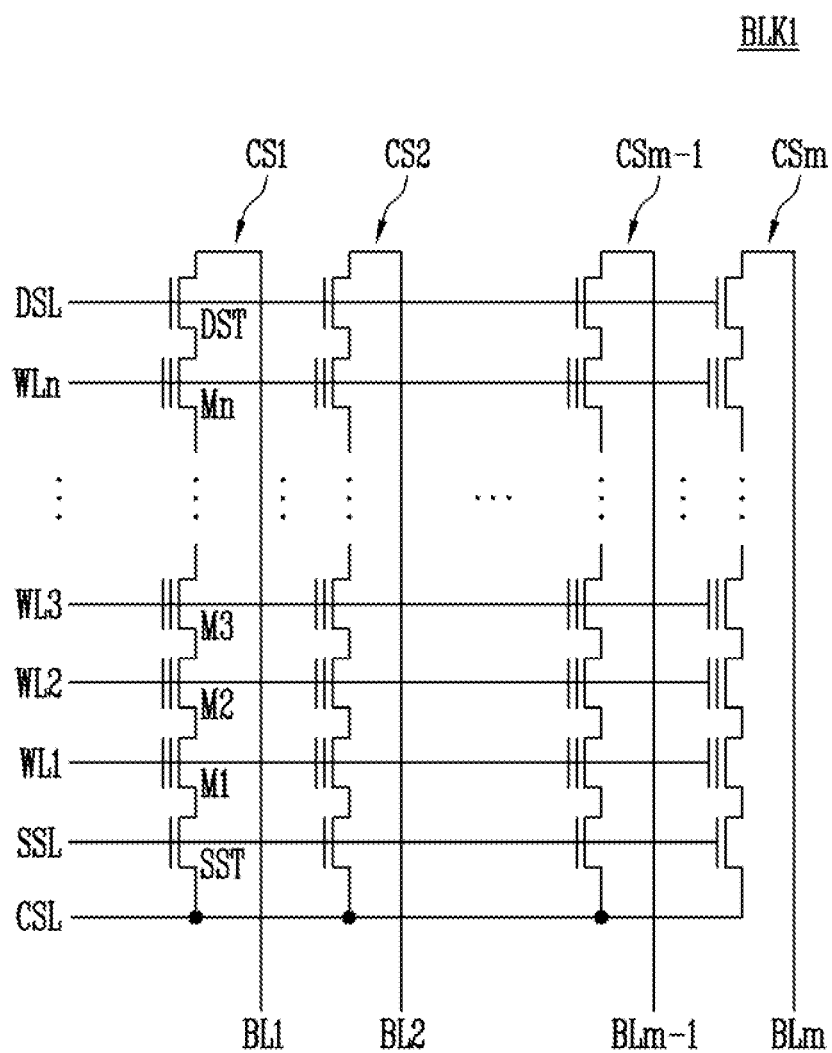 BLK1
CS1 CS2 CSm-1 CSm
DSL
DST
WLn
Mn
WL3
M3
WL2
M2
WL1
M1
SSL
SST
CSL
BL1 BL2 BLm-1 BLm